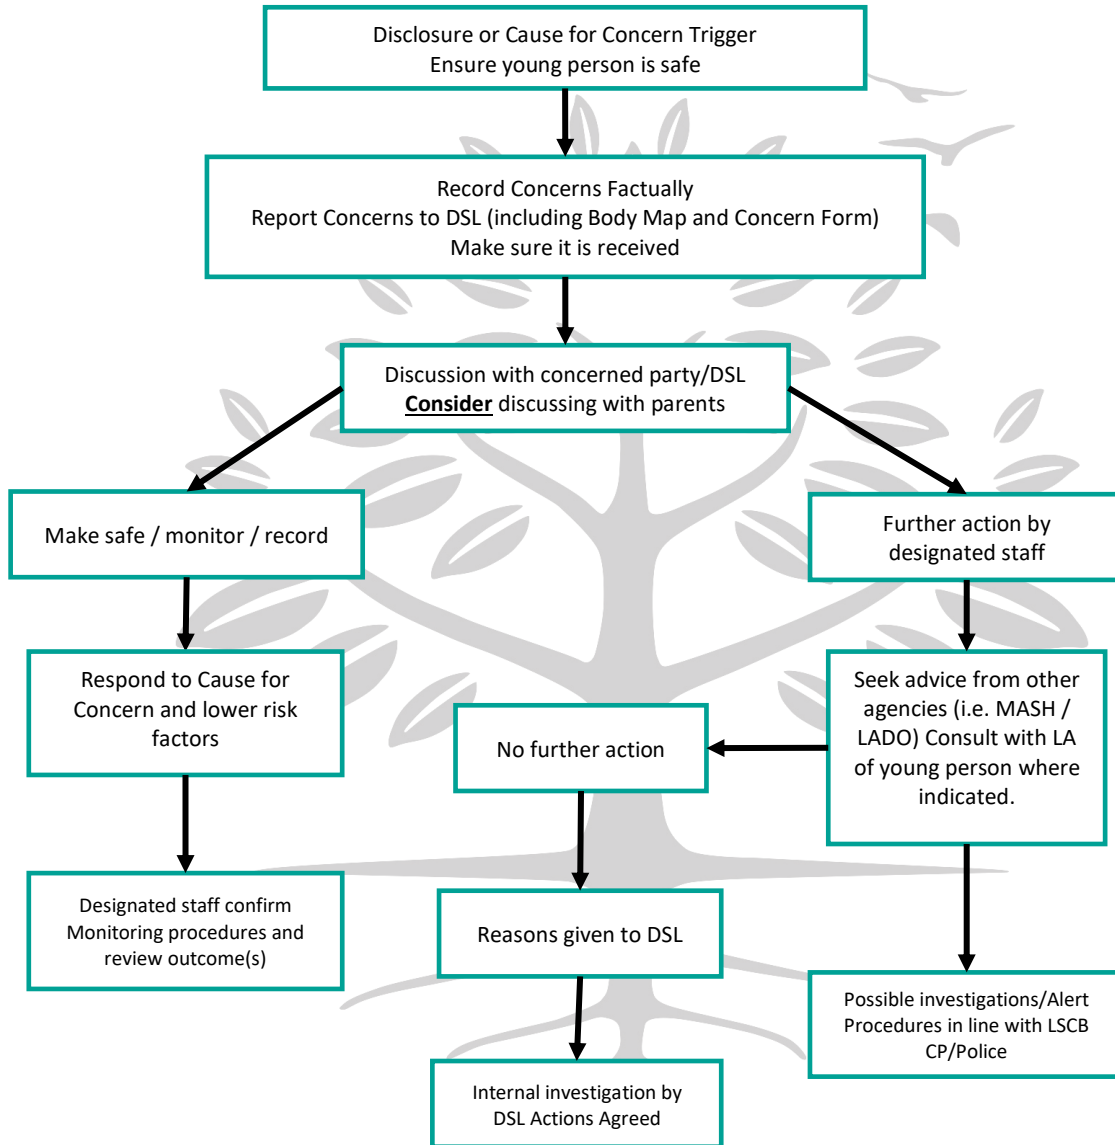 Disclosure or Cause for Concern Trigger
Ensure young person is safe
Record Concerns Factually
Report Concerns to DSL (including Body Map and Concern Form)
Make sure it is received
Discussion with concerned party/DSL
Consider discussing with parents
Make safe / monitor / record
Further action by
designated staff
Respond to Cause for
Concern and lower risk
factors
Seek advice from other
agencies (i.e. MASH /
LADO) Consult with LA
of young person where
indicated.
No further action
Designated staff confirm
Monitoring procedures and
review outcome(s)
Reasons given to DSL
Possible investigations/Alert
Procedures in line with LSCB
CP/Police
Internal investigation by
DSL Actions Agreed